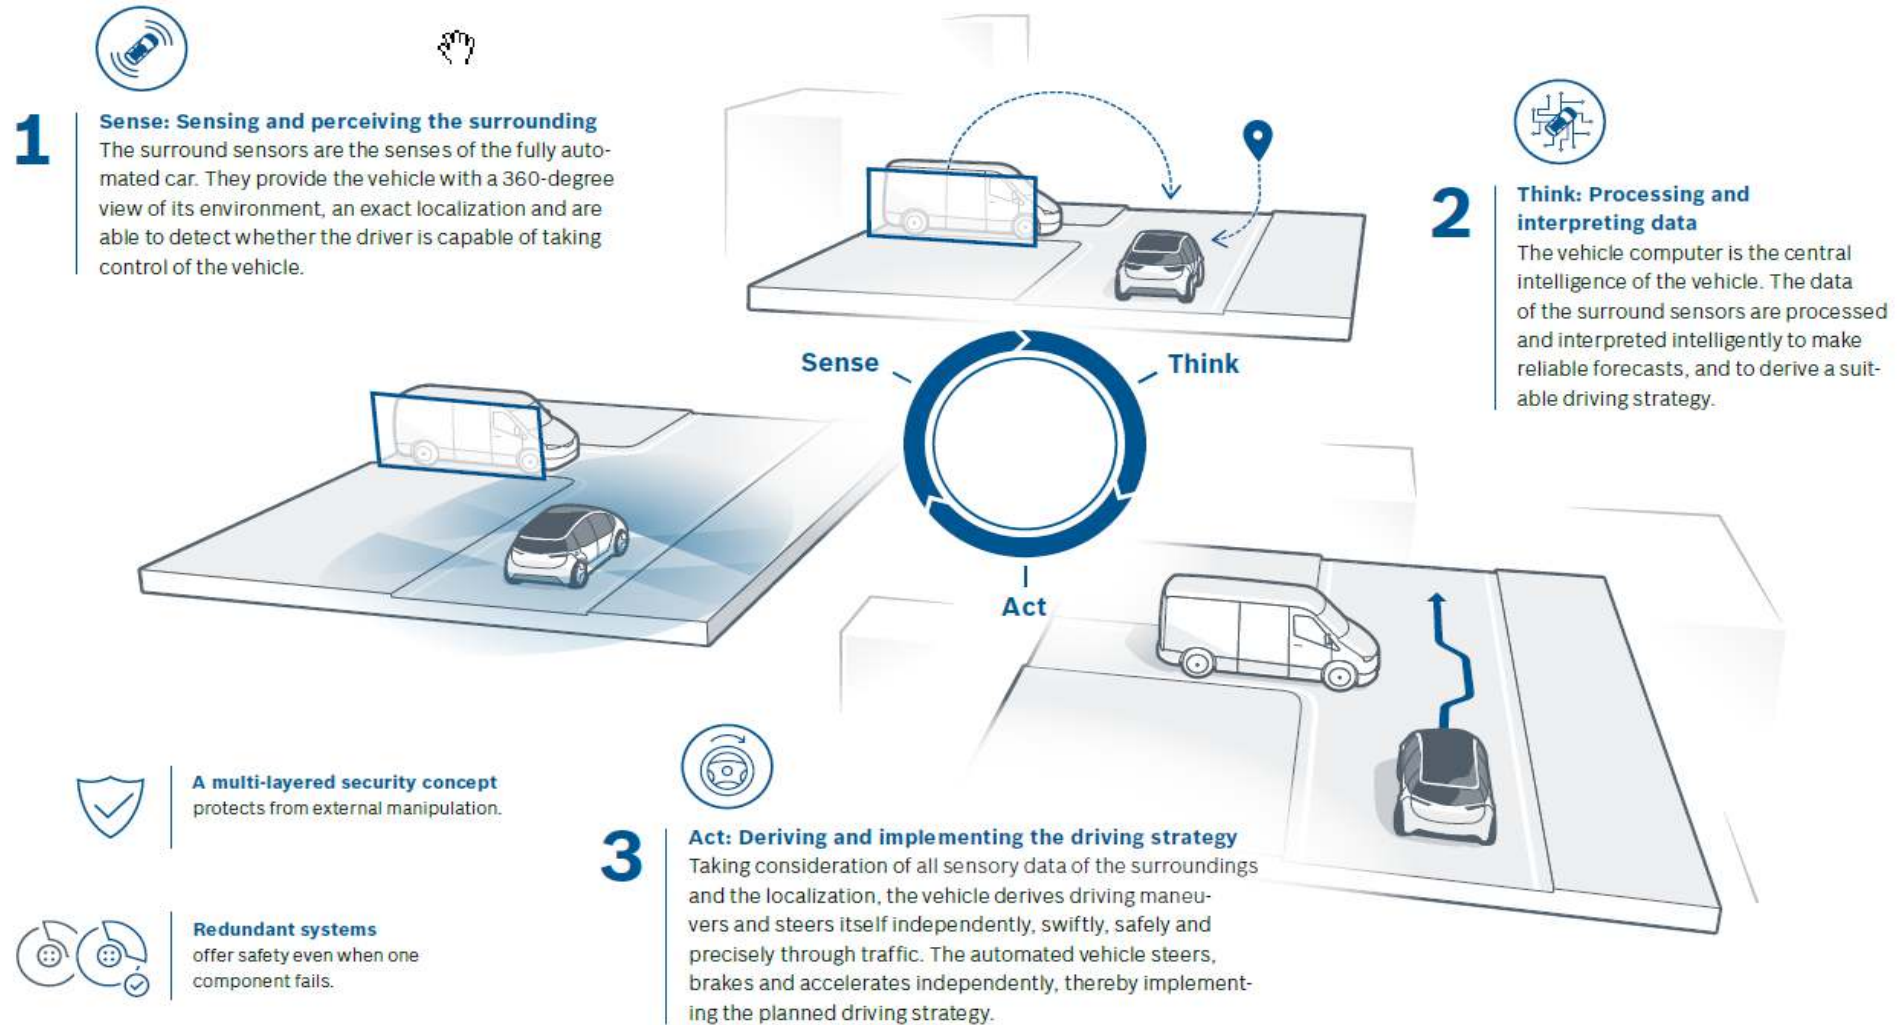 1
Sense: Sensing and perceiving the surrounding
The surround sensors are the senses of the fully auto-
mated car. They provide the vehicle with a 360-degree
view of its environment, an exact localization and are
able to detect whether the driver is capable of taking
control of the vehicle.
2
Think: Processing and
interpreting data
The vehicle computer is the central
intelligence of the vehicle. The data
of the surround sensors are processed
and interpreted intelligently to make
reliable forecasts, and to derive a suit-
able driving strategy.
Sense
Think
Act
A multi-layered security concept
protects from external manipulation.
Redundant systems
offer safety even when one
component fails.
3
Act: Deriving and implementing the driving strategy
Taking consideration of all sensory data of the surroundings
and the localization, the vehicle derives driving maneu-
vers and steers itself independently, swiftly, safely and
precisely through traffic. The automated vehicle steers,
brakes and accelerates independently, thereby implement-
ing the planned driving strategy.